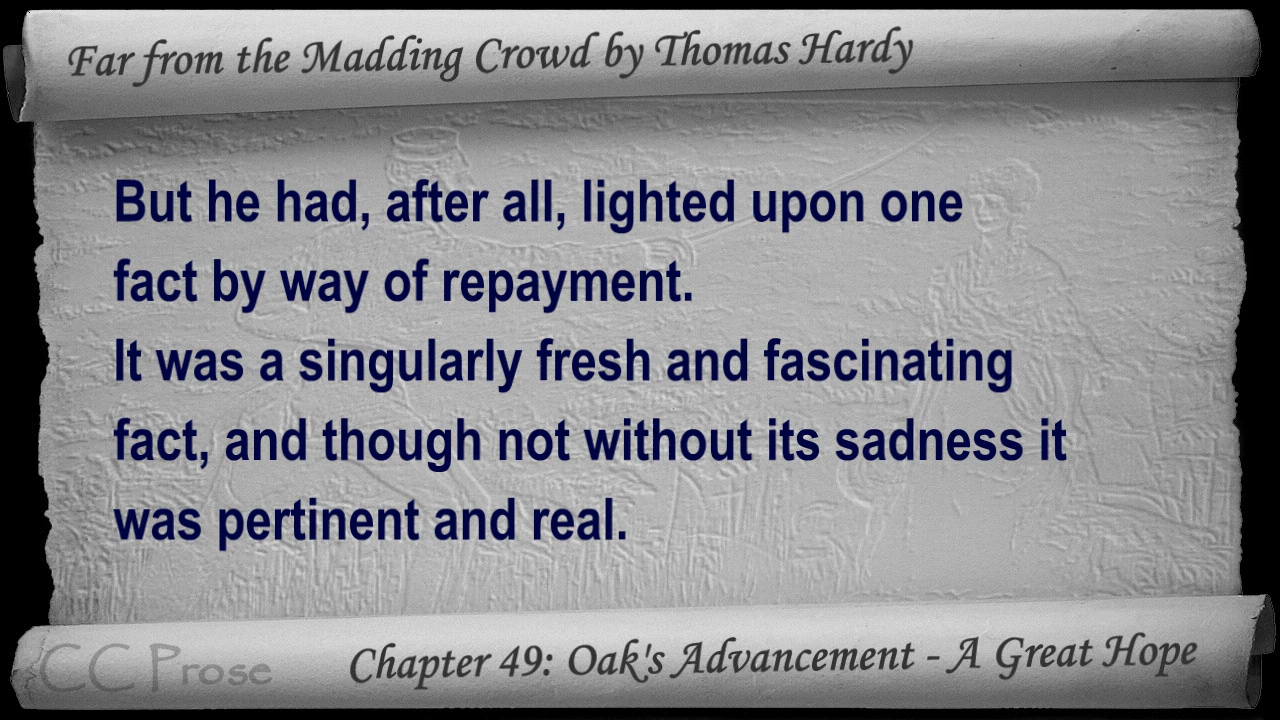 Far from the Madding Crowd by Thomas Hardy
But he had, after all, lighted upon one
fact by way of repayment.
It was a singularly fresh and fascinating
fact, and though not without its sadness it
was pertinent and real.
CC Prose
Chapter 49: Oak's Advancement - A Great Hope